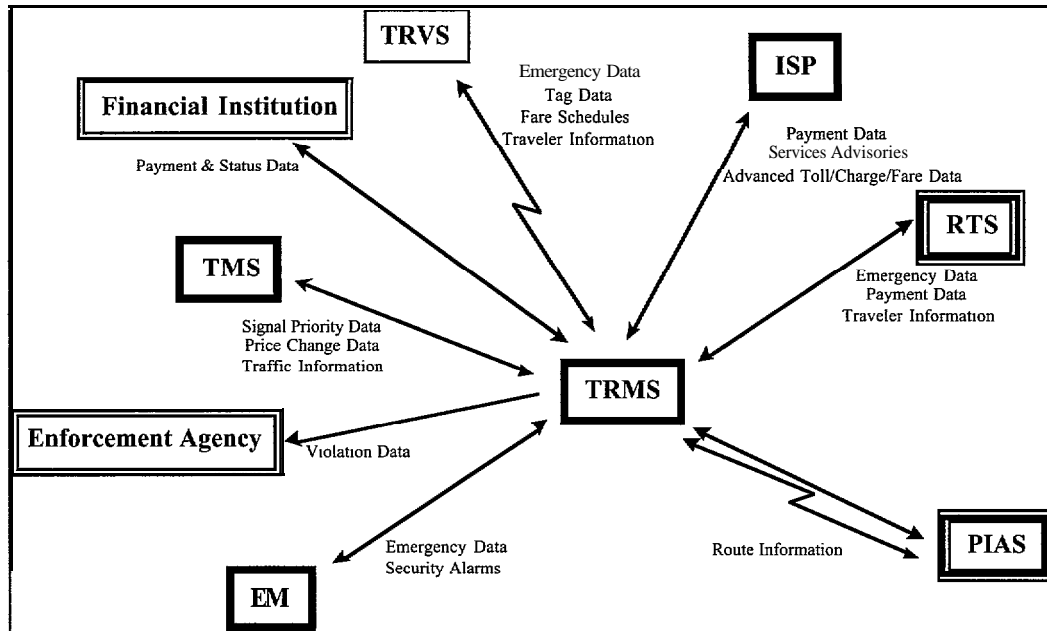 TRVS
ISP
Emergency Data
Tag Data
Fare Schedules
Traveler Information
Financial Institution
Payment & Status Data
Payment Data
Services Advisories
Advanced Toll/Charge/Fare Data
RTS
Emergency Data
Payment Data
Traveler Information
TMS
Signal Priority Data
Price Change Data
Traffic Information
TRMS
Enforcement Agency
Violation Data
Emergency Data
Security Alarms
EM
Route Information
PIAS